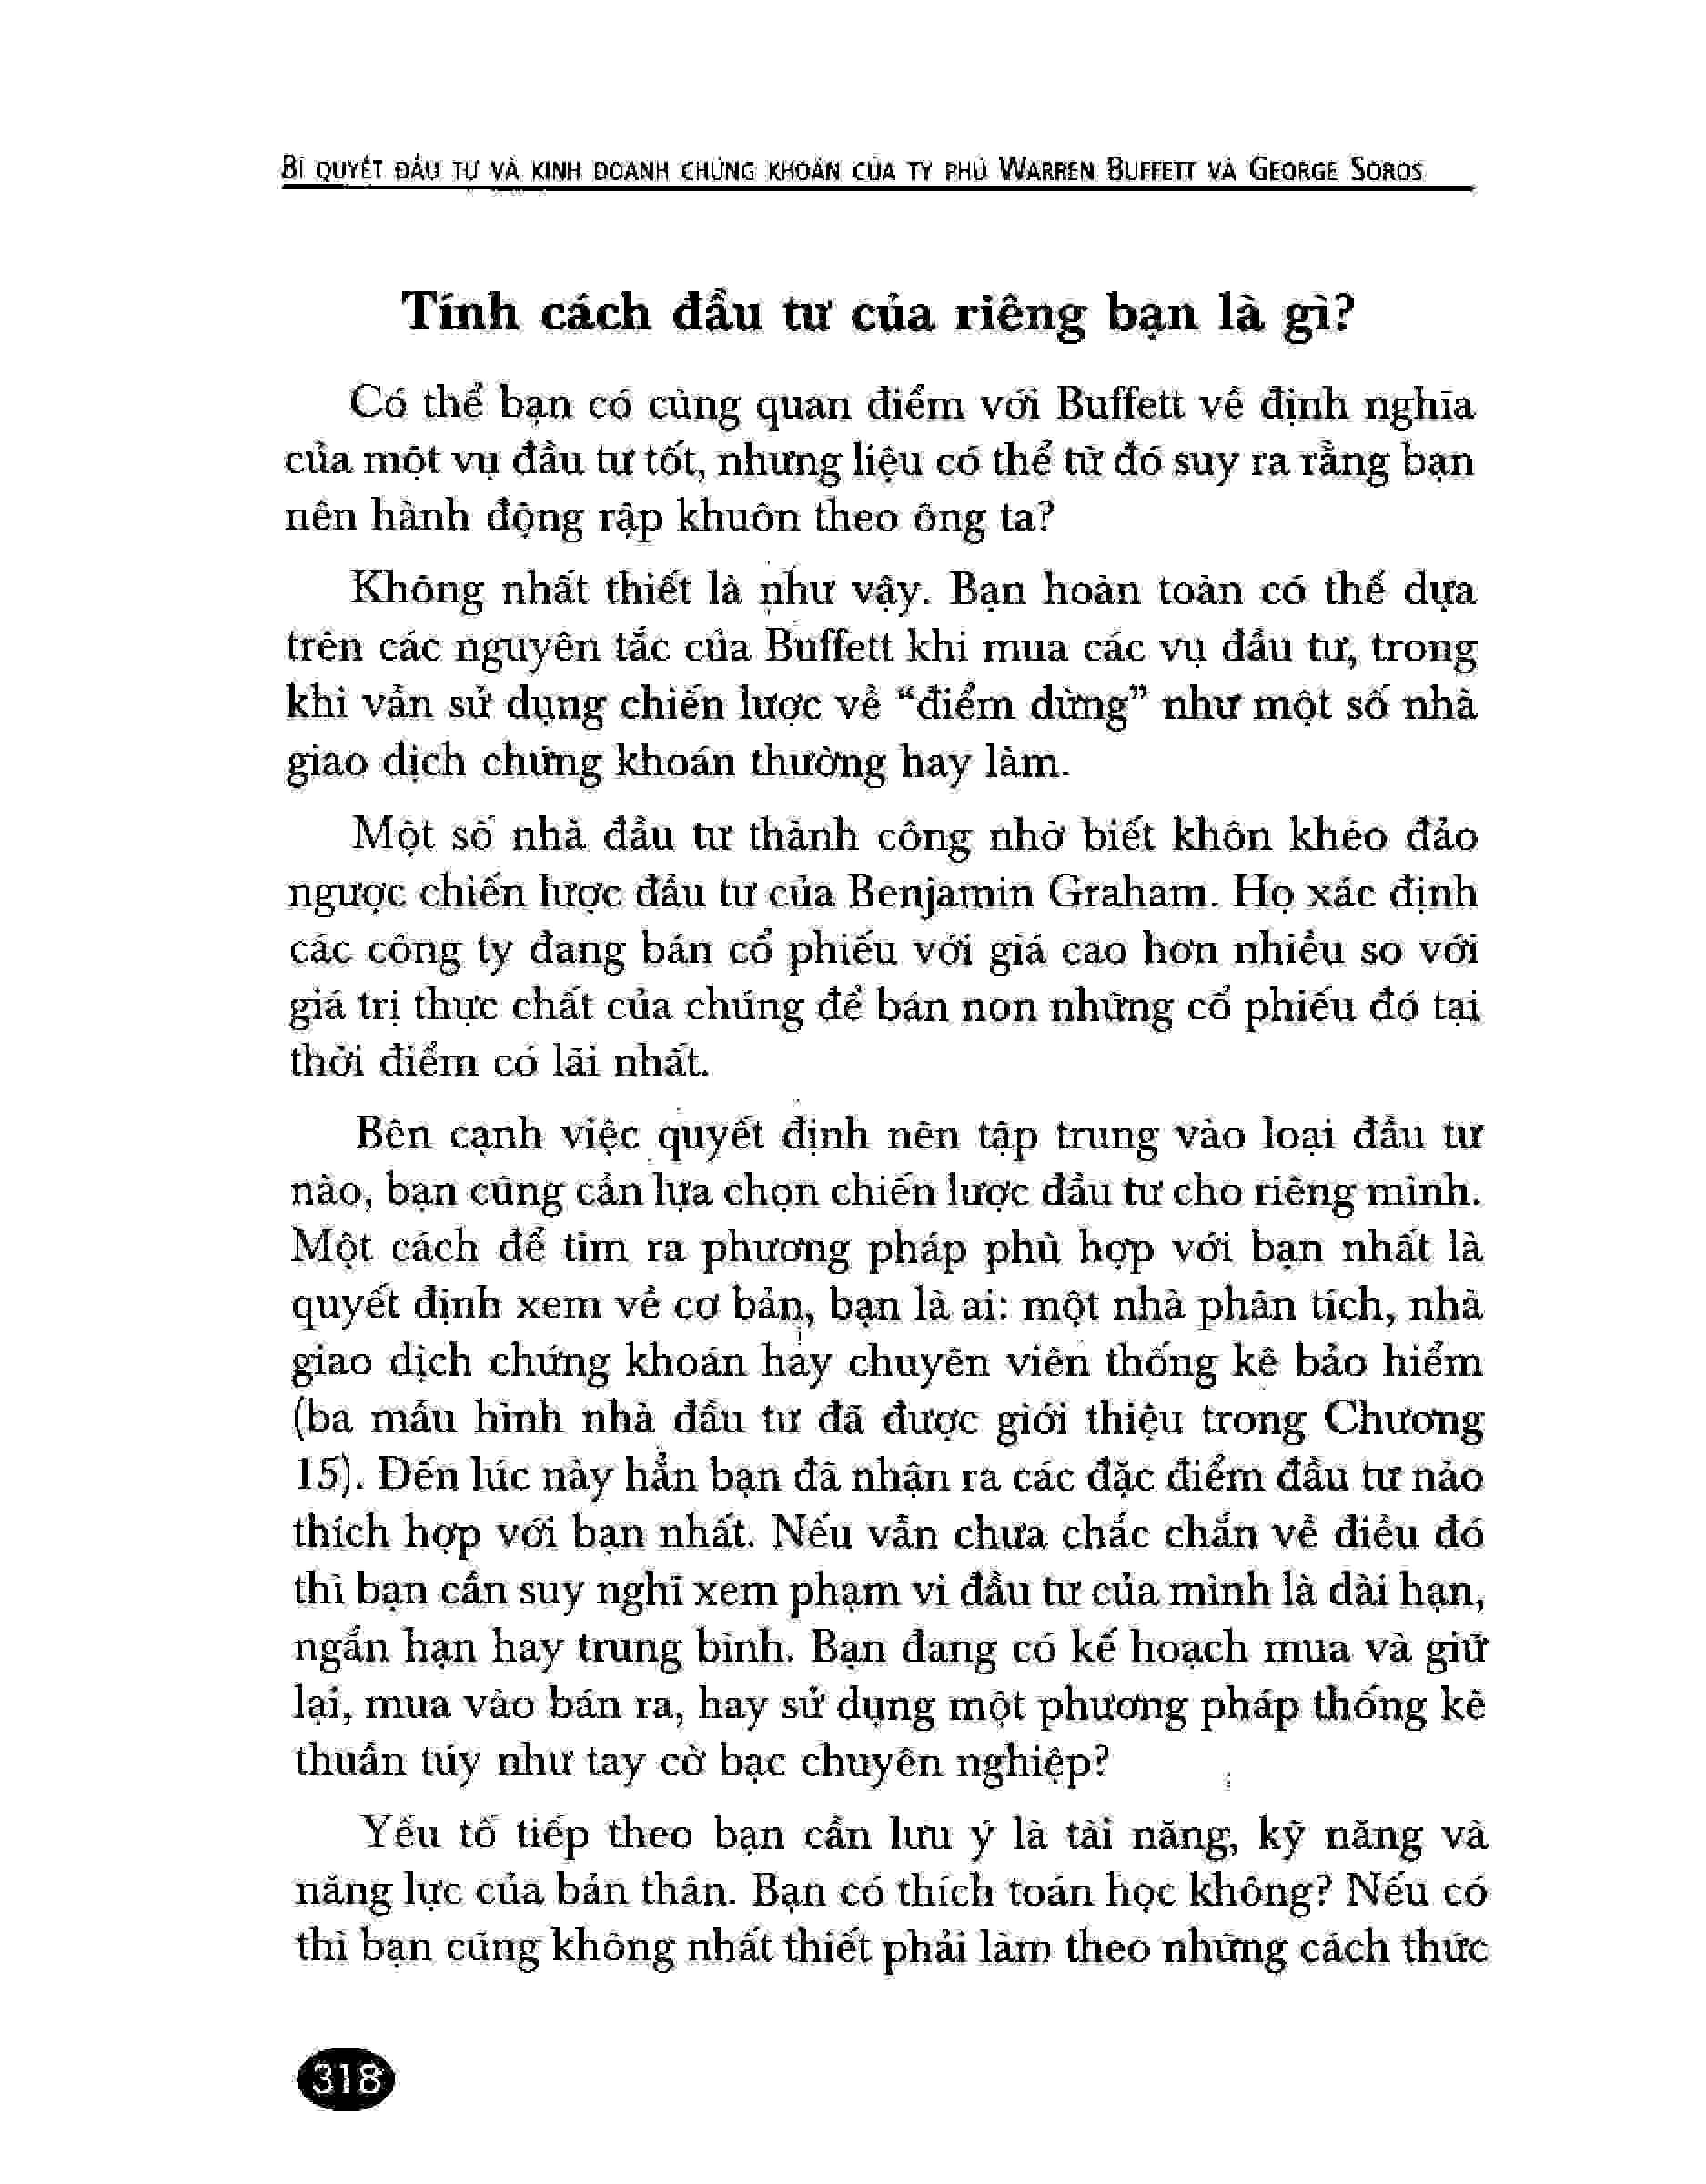 BÍ QUYẾT ĐẦU TƯ VÀ KINH DOANH CHỨNG KHOÁN CỦA TỶ PHÚ WARREN BUFFETT VÀ GEORGE SOROS
Tính cách đầu tư của riêng bạn là gì?
Có thể bạn có cùng quan điểm với Buffett về định nghĩa
của một vụ đầu tư tốt, nhưng liệu có thể từ đó suy ra rằng bạn
nên hành động rập khuôn theo ông ta?
Không nhất thiết là như vậy. Bạn hoàn toàn có thể dựa
trên các nguyên tắc của Buffett khi mua các vụ đầu tư, trong
khi vẫn sử dụng chiến lược về “điểm dừng” như một số nhà
giao dịch chứng khoán thường hay làm.
Một số nhà đầu tư thành công nhờ biết khôn khéo đảo
ngược chiến lược đầu tư của Benjamin Graham. Họ xác định
các công ty đang bán cổ phiếu với giá cao hơn nhiều so với
giá trị thực chất của chúng để bán non những cổ phiếu đó tại
thời điểm có lãi nhất.
Bên cạnh việc quyết định nên tập trung vào loại đầu tư
nào, bạn cũng cần lựa chọn chiến lược đầu tư cho riêng mình.
Một cách để tìm ra phương pháp phù hợp với bạn nhất là
quyết định xem về cơ bản, bạn là ai: một nhà phân tích, nhà
giao dịch chứng khoán hay chuyên viên thống kê bảo hiểm
(ba mẫu hình nhà đầu tư đã được giới thiệu trong Chương
15). Đến lúc này hẳn bạn đã nhận ra các đặc điểm đầu tư nào
thích hợp với bạn nhất. Nếu vẫn chưa chắc chắn về điều đó
thì bạn cần suy nghĩ xem phạm vi đầu tư của mình là dài hạn,
ngắn hạn hay trung bình. Bạn đang có kế hoạch mua và giữ
lại, mua vào bán ra, hay sử dụng một phương pháp thống kê
thuần túy như tay cờ bạc chuyên nghiệp?
Yếu tố tiếp theo bạn cần lưu ý là tài năng, kỹ năng và
năng lực của bản thân. Bạn có thích toán học không? Nếu có
thì bạn cũng không nhất thiết phải làm theo những cách thức
318